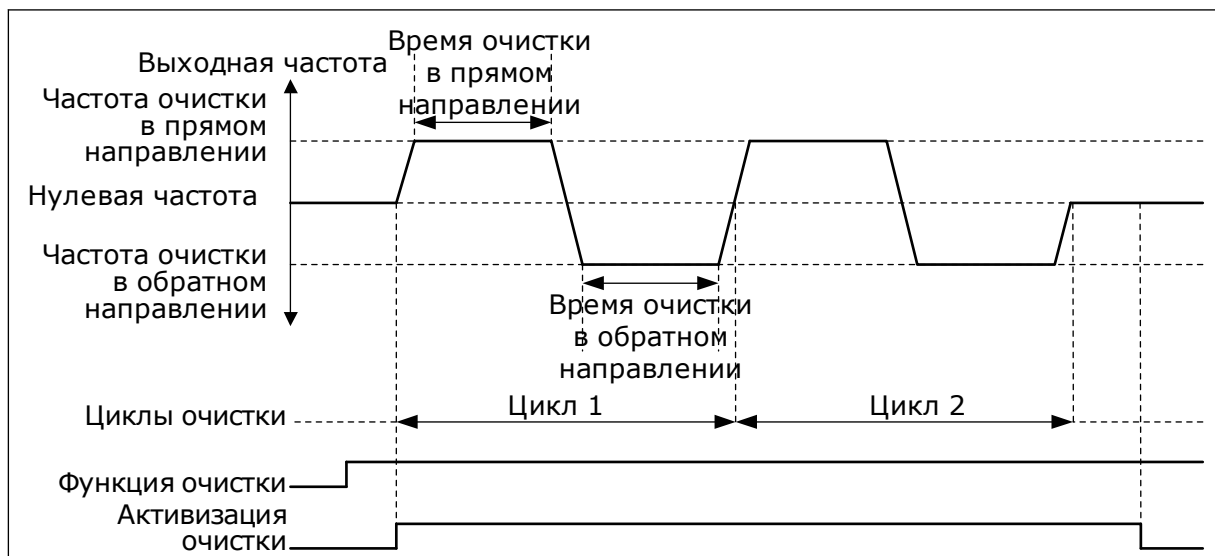 Время очистки
в прямом
направлении
Выходная частота
Частота очистки
в прямом
направлении
Нулевая частота
Частота очистки
в обратном
направлении
Время очистки
в обратном
направлении
Циклы очистки
Цикл 1
Цикл 2
Функция очистки
Активизация
очистки